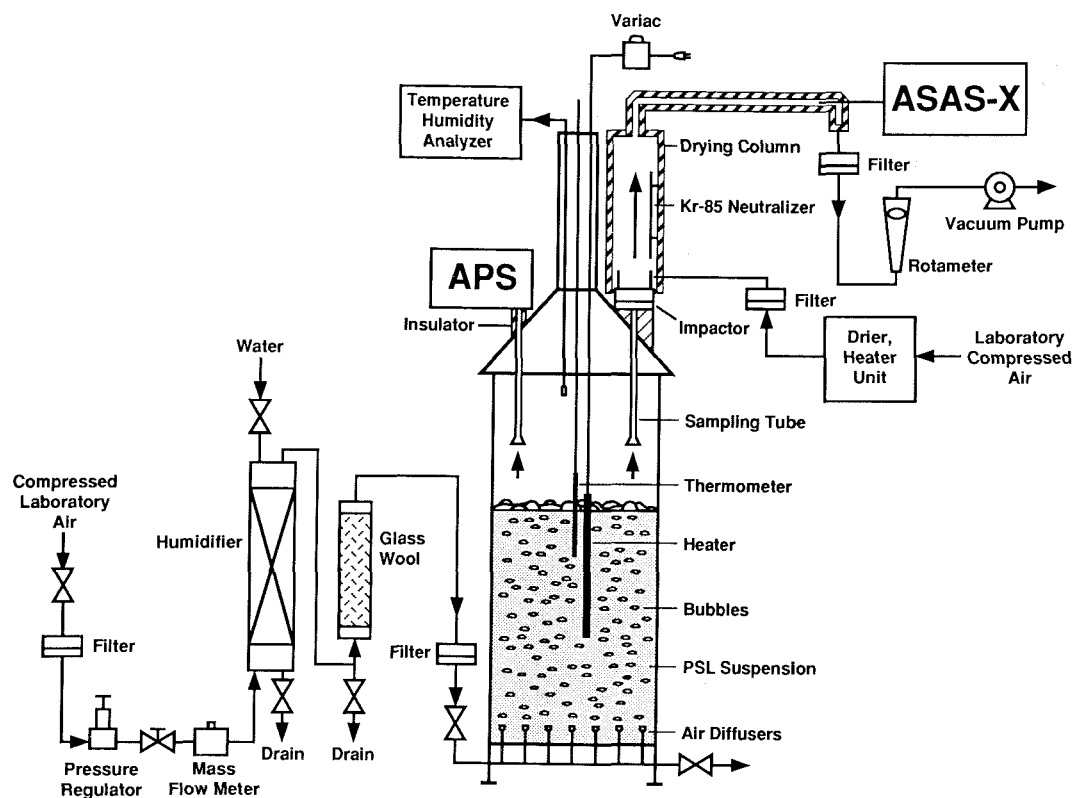 Variac
Temperature
Humidity
Analyzer
ASAS-X
Drying Column
Filter
Kr-85 Neutralizer
Vacuum Pump
Rotameter
APS
Insulator
Impactor
Filter
Drier,
Heater
Unit
Laboratory
Compressed
Air
Water
Sampling Tube
Compressed
Laboratory
Air
Humidifier
Glass
Wool
Thermometer
Heater
Bubbles
Filter
Filter
PSL Suspension
Air Diffusers
Drain
Drain
Pressure
Regulator
Mass
Flow Meter